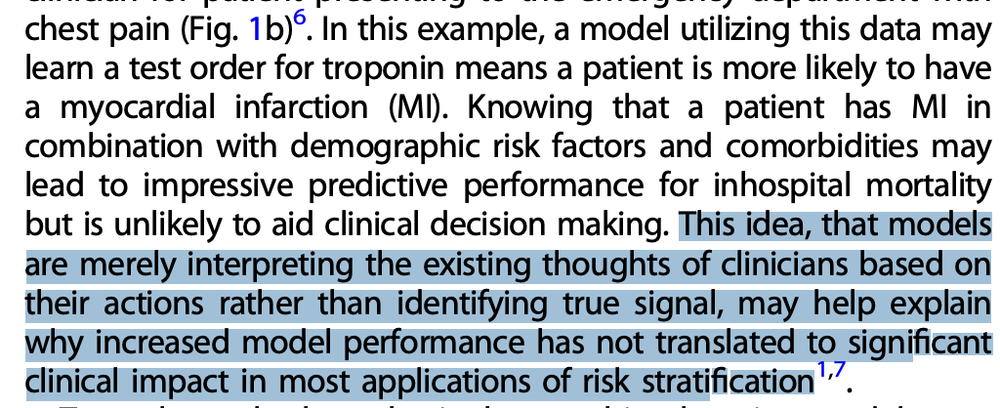 chest pain (Fig. 1b)6. In this example, a model utilizing this data may
learn a test order for troponin means a patient is more likely to have
a myocardial infarction (MI). Knowing that a patient has MI in
combination with demographic risk factors and comorbidities may
lead to impressive predictive performance for inhospital mortality
but is unlikely to aid clinical decision making. This idea, that models
are merely interpreting the existing thoughts of clinicians based on
their actions rather than identifying true signal, may help explain
why increased model performance has not translated to significant
clinical impact in most applications of risk stratification1,7.